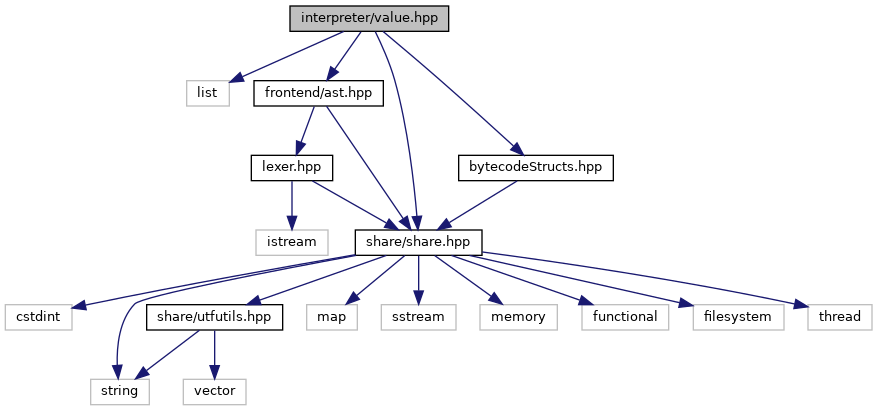 interpreter/value.hpp
list
frontend/ast.hpp
lexer.hpp
bytecodeStructs.hpp
istream
share/share.hpp
cstdint
share/utfutils.hpp
map
sstream
memory
functional
filesystem
thread
string
vector